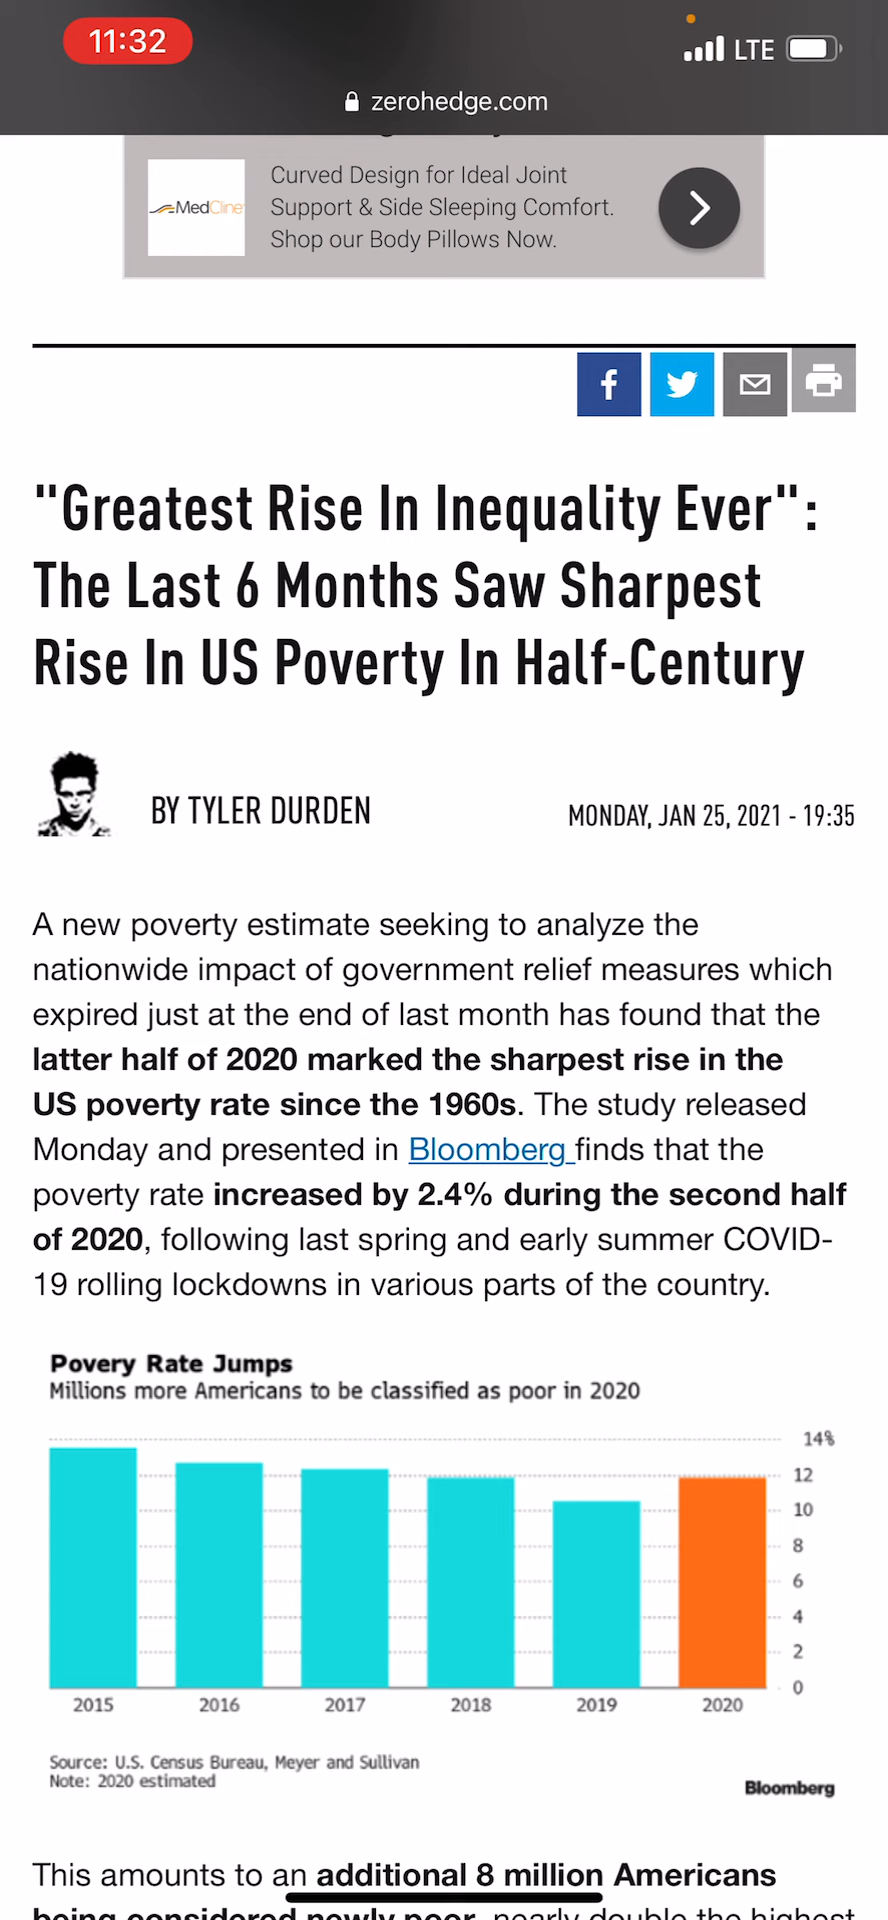 11:32
LTE
zerohedge.com
MedCline
Curved Design for Ideal Joint
Support & Side Sleeping Comfort.
Shop our Body Pillows Now.
"Greatest Rise In Inequality Ever":
The Last 6 Months Saw Sharpest
Rise In US Poverty In Half-Century
BY TYLER DURDEN
MONDAY, JAN 25, 2021 - 19:35
A new poverty estimate seeking to analyze the
nationwide impact of government relief measures which
expired just at the end of last month has found that the
latter half of 2020 marked the sharpest rise in the
US poverty rate since the 1960s. The study released
Monday and presented in Bloomberg finds that the
poverty rate increased by 2.4% during the second half
of 2020, following last spring and early summer COVID-
19 rolling lockdowns in various parts of the country.
Povery Rate Jumps
Millions more Americans to be classified as poor in 2020
14%
12
10
8
6
4
2
0
2015 2016 2017 2018 2019 2020
Source: U.S. Census Bureau, Meyer and Sullivan
Note: 2020 estimated
Bloomberg
This amounts to an additional 8 million Americans
being considered newly poor, nearly double the highest